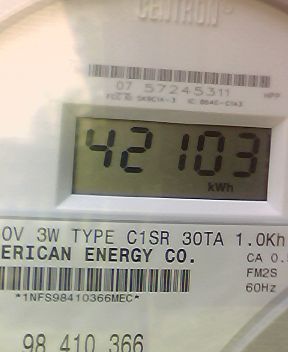 CENTRON®
07 57245311
42103
kWh
0V 3W TYPE C1SR 30TA 1.0Kh
ERICAN ENERGY CO.
CA 0.5
FM2S
60Hz
*1NFS98410366MEC*
98 410 366